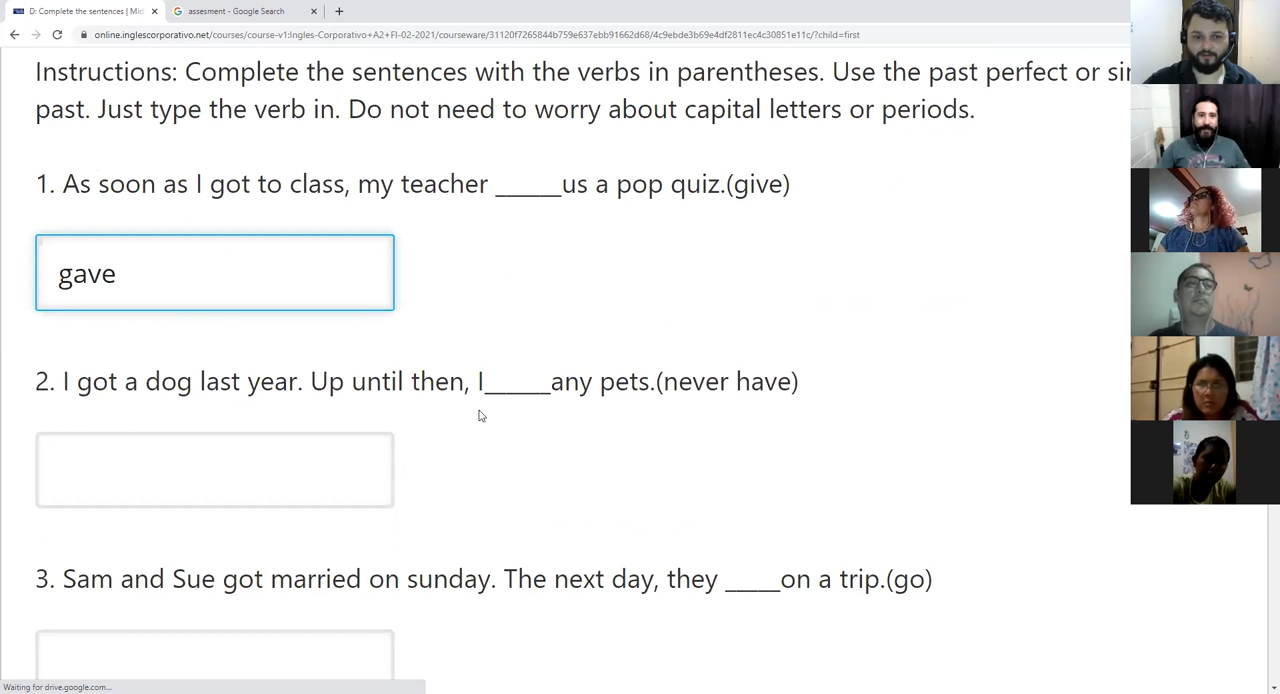 D: Complete the sentences | Mid
assesment - Google Search
online.inglescorporativo.net/courses/course-v1:Ingles-Corporativo+A2+FI-02-2021/courseware/31120f7265844b759e637ebb91662d68/4c9ebde3b69e4df2811ec4c30851e11c/?child=first
Instructions: Complete the sentences with the verbs in parentheses. Use the past perfect or sin
past. Just type the verb in. Do not need to worry about capital letters or periods.
1. As soon as I got to class, my teacher ______us a pop quiz.(give)
gave
2. I got a dog last year. Up until then, I______any pets.(never have)
3. Sam and Sue got married on sunday. The next day, they _____on a trip.(go)
Waiting for drive.google.com...